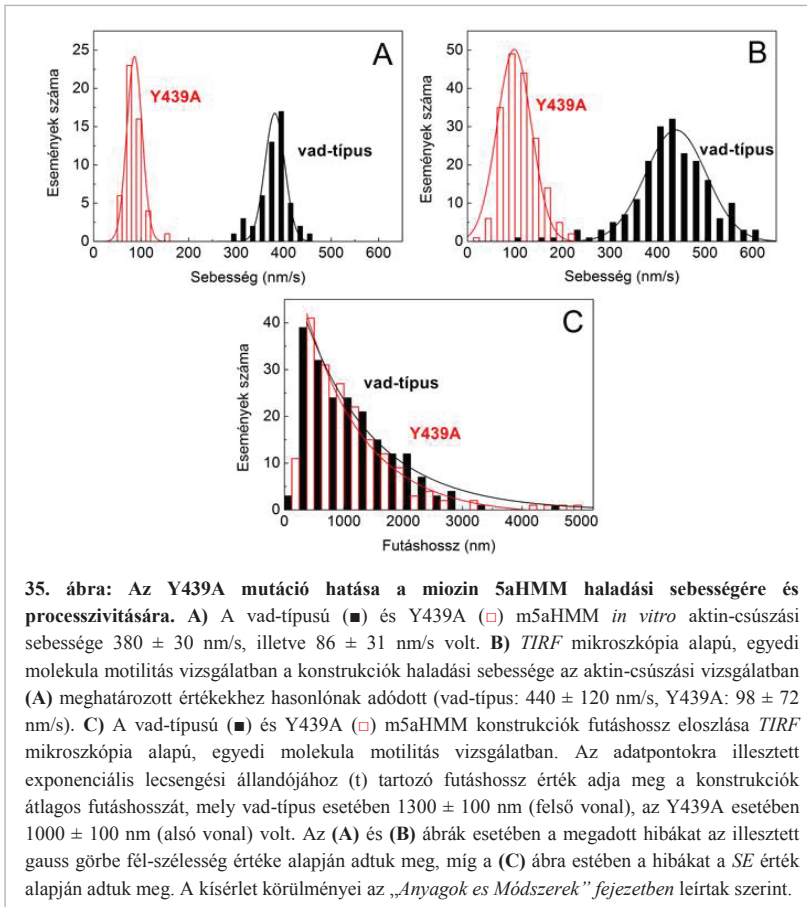 A
Y439A
vad-típus
Események száma
25
20
15
10
5
0
0 100 200 300 400 500 600
Sebesség (nm/s)
B
Y439A
vad-típus
Események száma
50
40
30
20
10
0
0 100 200 300 400 500 600
Sebesség (nm/s)
C
vad-típus
Y439A
Események száma
40
30
20
10
0
0 1000 2000 3000 4000 5000
Futáshossz (nm)
35. ábra: Az Y439A mutáció hatása a miozin 5aHMM haladási sebességére és
processzivitására. A) A vad-típusú (■) és Y439A (□) m5aHMM in vitro aktin-csúszási
sebessége 380 ± 30 nm/s, illetve 86 ± 31 nm/s volt. B) TIRF mikroszkópia alapú, egyedi
molekula motilitás vizsgálatban a konstrukciók haladási sebessége az aktin-csúszási vizsgálatban
(A) meghatározott értékekhez hasonlónak adódott (vad-típus: 440 ± 120 nm/s, Y439A: 98 ± 72
nm/s). C) A vad-típusú (■) és Y439A (□) m5aHMM konstrukciók futáshossz eloszlása TIRF
mikroszkópia alapú, egyedi molekula motilitás vizsgálatban. Az adatpontokra illesztett
exponenciális lecsengési állandójához (t) tartozó futáshossz érték adja meg a konstrukciók
átlagos futáshosszát, mely vad-típus esetében 1300 ± 100 nm (felső vonal), az Y439A esetében
1000 ± 100 nm (alsó vonal) volt. Az (A) és (B) ábrák esetében a megadott hibákat az illesztett
gauss görbe fél-szélesség értéke alapján adtuk meg, míg a (C) ábra estében a hibákat a SE érték
alapján adtuk meg. A kísérlet körülményei az „Anyagok es Módszerek” fejezetben leírtak szerint.